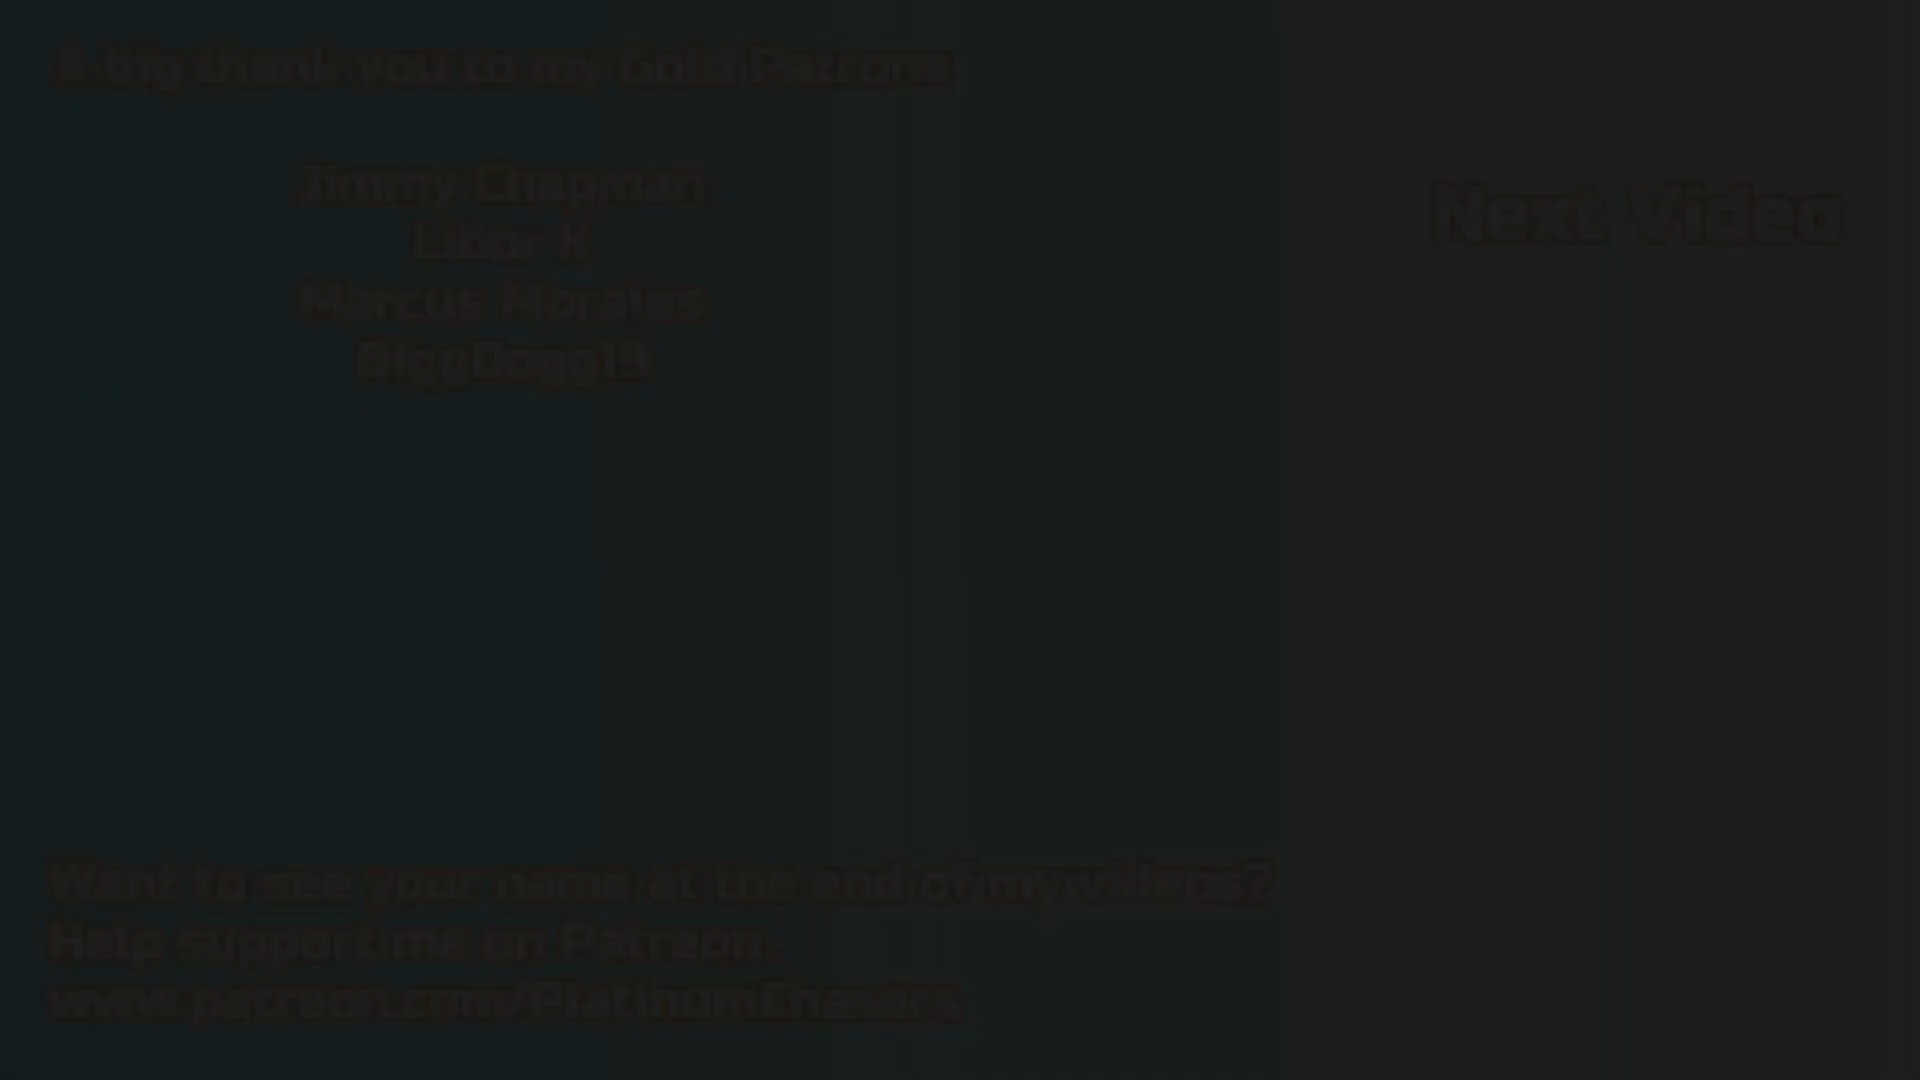 A big thank you to my Gold Patrons
Jimmy Chapman
Libor K
Marcus Morales
BiggDogg19
Next Video
Want to see your name at the end of my videos?
Help support me on Patreon.
www.patreon.com/PlatinumChasers